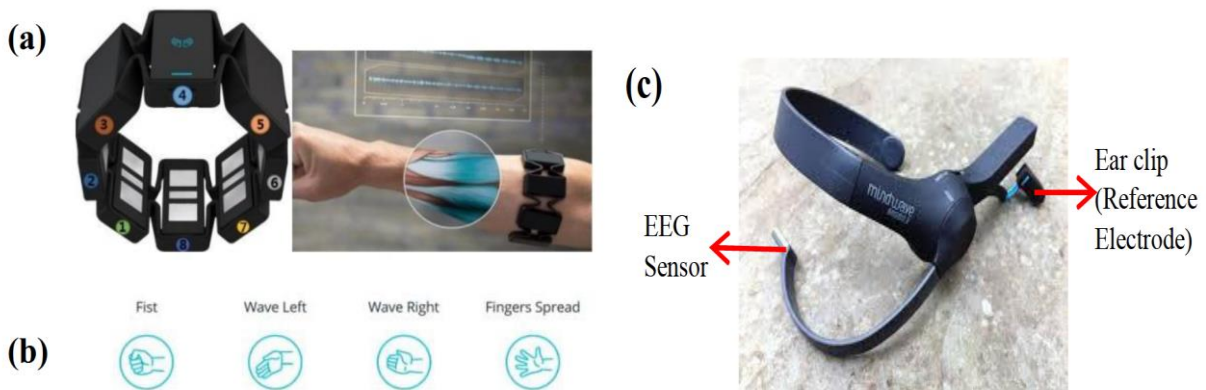 (a)
4
3
5
2
6
1
7
8
(c)
mindwave
EEG
Sensor
Ear clip
(Reference
Electrode)
Fist
Wave Left
Wave Right
Fingers Spread
(b)